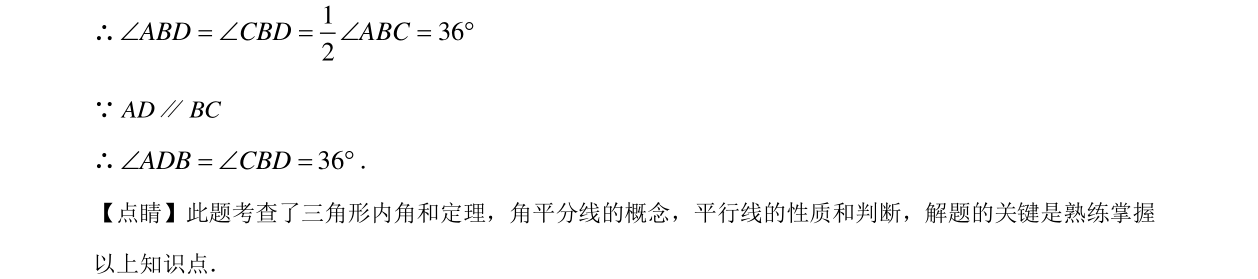 ∴ ∠ABD = ∠CBD = 1/2 ∠ABC = 36°
∵ AD ∥ BC
∴ ∠ADB = ∠CBD = 36° .
【点睛】此题考查了三角形内角和定理，角平分线的概念，平行线的性质和判断，解题的关键是熟练掌握
以上知识点．